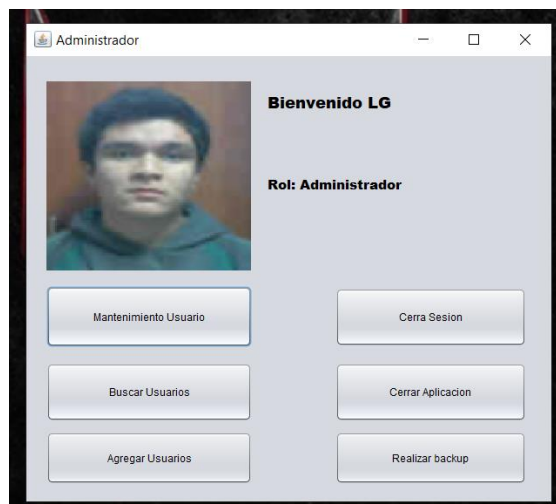 Administrador
Bienvenido LG
Rol: Administrador
Mantenimiento Usuario
Cerra Sesion
Buscar Usuarios
Cerrar Aplicacion
Agregar Usuarios
Realizar backup